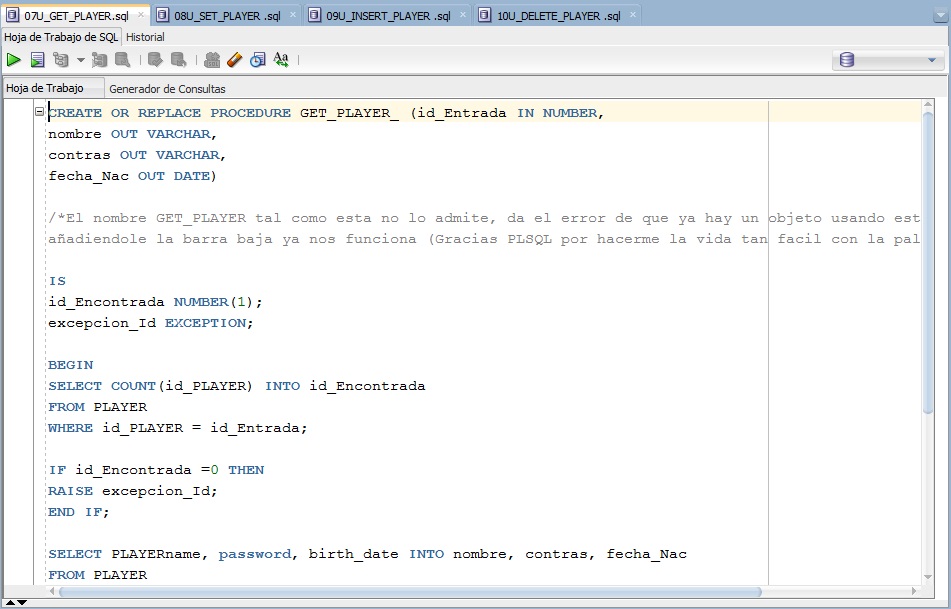 07U_GET_PLAYER.sql 08U_SET_PLAYER .sql 09U_INSERT_PLAYER .sql 10U_DELETE_PLAYER .sql
Hoja de Trabajo de SQL Historial
Aa
Hoja de Trabajo Generador de Consultas
CREATE OR REPLACE PROCEDURE GET_PLAYER_ (id_Entrada IN NUMBER,
nombre OUT VARCHAR,
contras OUT VARCHAR,
fecha_Nac OUT DATE)
/*El nombre GET_PLAYER tal como esta no lo admite, da el error de que ya hay un objeto usando est
añadiendole la barra baja ya nos funciona (Gracias PLSQL por hacerme la vida tan facil con la pal
IS
id_Encontrada NUMBER(1);
excepcion_Id EXCEPTION;
BEGIN
SELECT COUNT(id_PLAYER) INTO id_Encontrada
FROM PLAYER
WHERE id_PLAYER = id_Entrada;
IF id_Encontrada =0 THEN
RAISE excepcion_Id;
END IF;
SELECT PLAYERname, password, birth_date INTO nombre, contras, fecha_Nac
FROM PLAYER